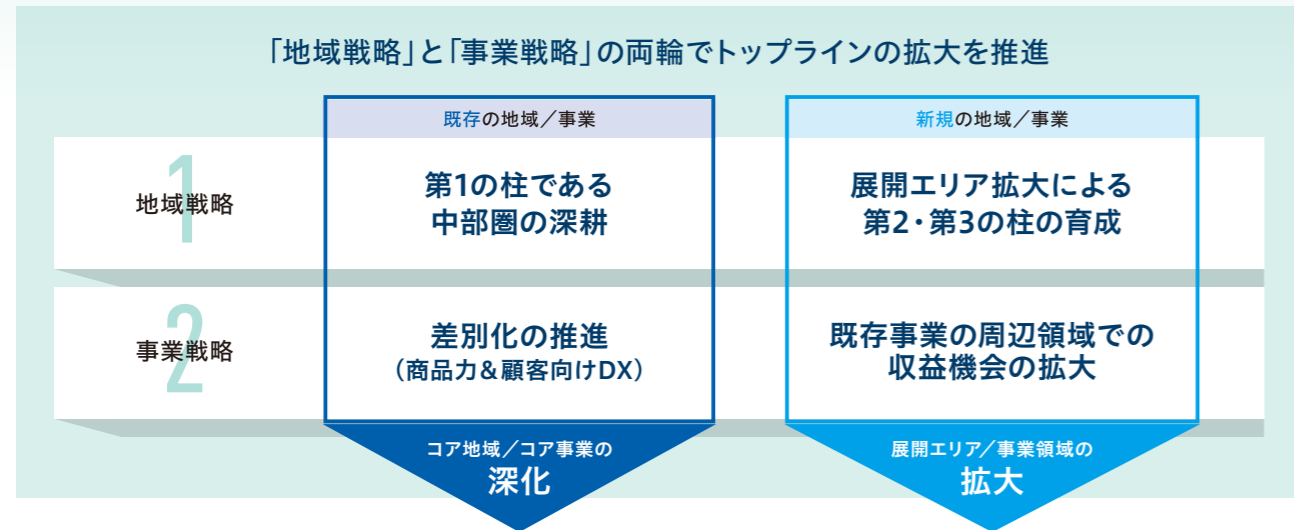 「地域戦略」と「事業戦略」の両輪でトップラインの拡大を推進
既存の地域／事業
新規の地域／事業
1
地域戦略
第1の柱である
中部圏の深耕
展開エリア拡大による
第2・第3の柱の育成
2
事業戦略
差別化の推進
（商品力＆顧客向けDX）
既存事業の周辺領域での
収益機会の拡大
コア地域／コア事業の
深化
展開エリア／事業領域の
拡大